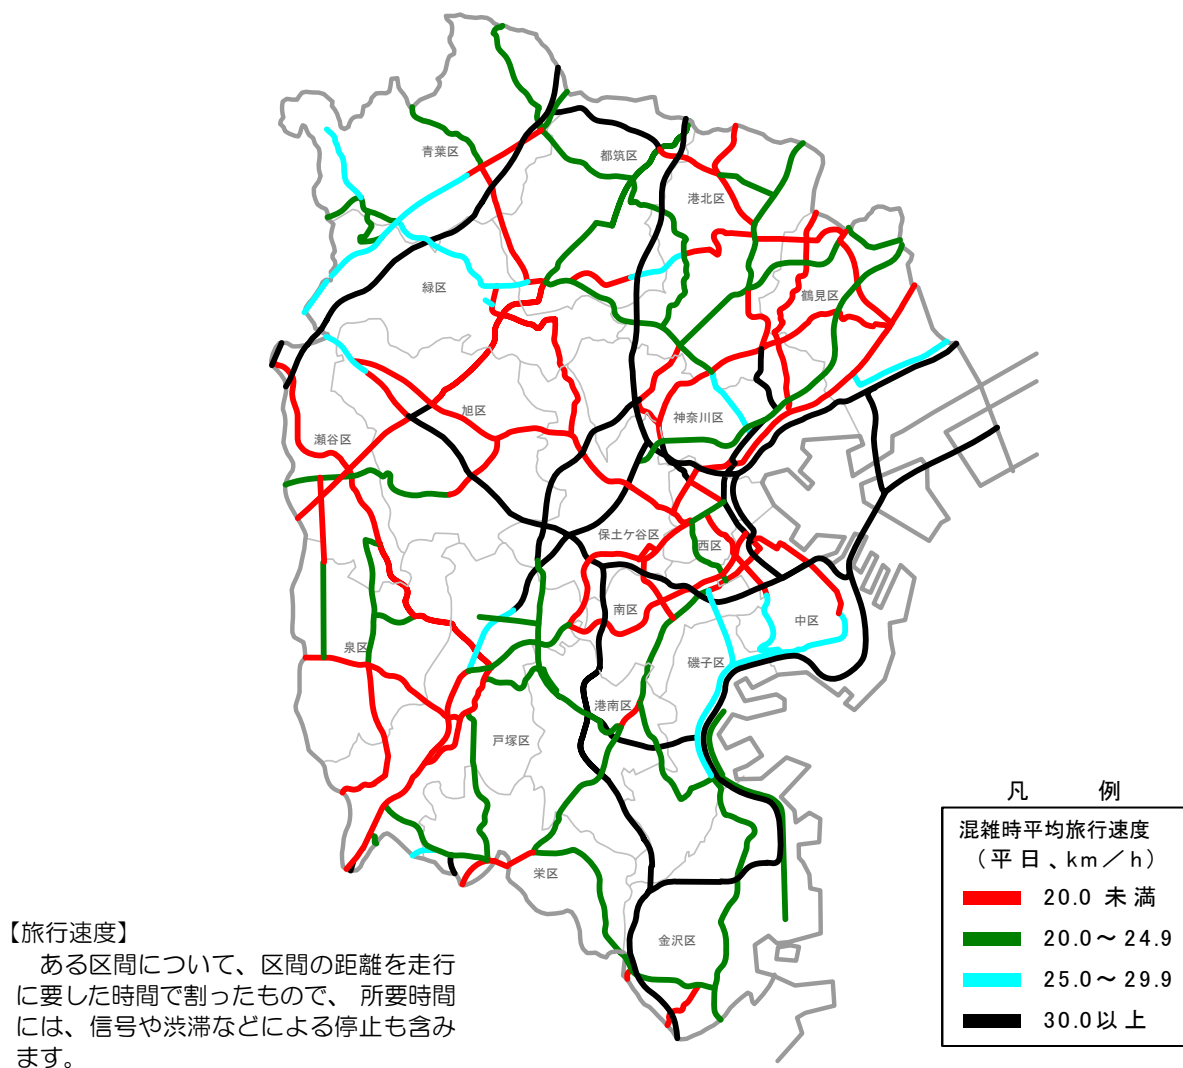 青葉区
都筑区
港北区
緑区
鶴見区
旭区
神奈川区
瀬谷区
保土ケ谷区
西区
南区
中区
泉区
磯子区
港南区
戸塚区
栄区
金沢区
凡 例
混雑時平均旅行速度
(平日、km/h)
20.0 未満
20.0～24.9
25.0～29.9
30.0以上
【旅行速度】
ある区間について、区間の距離を走行
に要した時間で割ったもので、 所要時間
には、信号や渋滞などによる停止も含み
ます。